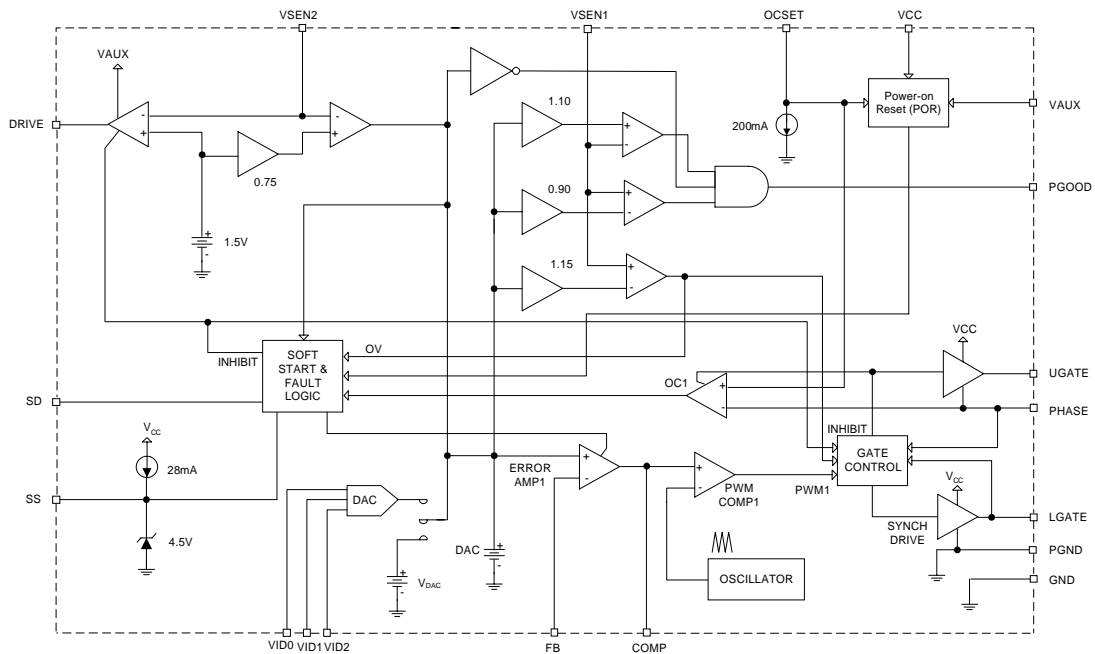 VSEN2
VSEN1
OCSET
VCC
VAUX
DRIVE
-
+
-
+
0.75
+
-
1.5V
1.10
+
-
0.90
+
-
1.15
+
-
200mA
Power-on
Reset (POR)
VAUX
PGOOD
INHIBIT
SOFT
START &
FAULT
LOGIC
OV
OC1
+
-
VCC
UGATE
PHASE
SD
VCC
28mA
SS
4.5V
ERROR
AMP1
+
-
+
-
PWM
COMP1
PWM1
INHIBIT
GATE
CONTROL
VCC
SYNCH
DRIVE
LGATE
PGND
GND
DAC
+
-
VDAC
DAC
+
-
OSCILLATOR
VID0
VID1
VID2
FB
COMP